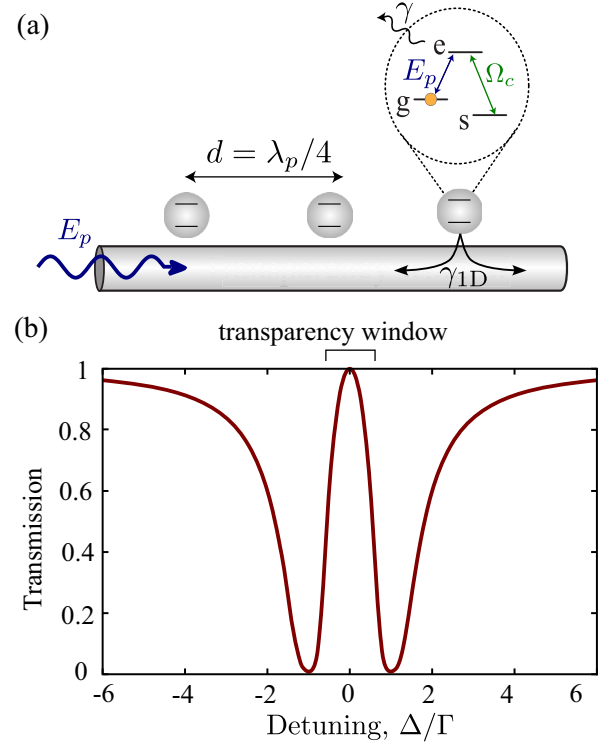 (a)
γ
e
E_p
Ω_c
g
s
d = λ_p/4
E_p
γ_1D
(b)
transparency window
1
0.8
0.6
0.4
0.2
0
Transmission
-6 -4 -2 0 2 4 6
Detuning, Δ/Γ